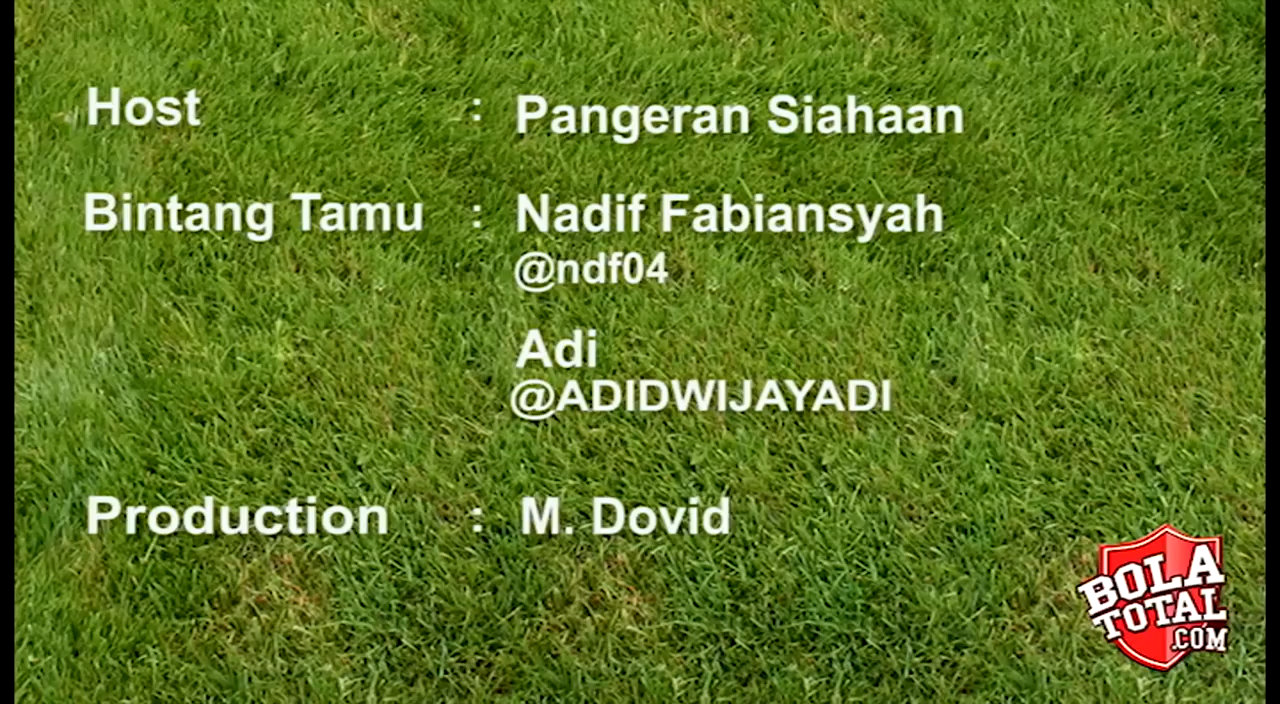 Host : Pangeran Siahaan
Bintang Tamu : Nadif Fabiansyah
@ndf04
Adi
@ADIDWIJAYADI
Production : M. Dovid
BOLA
TOTAL
.COM